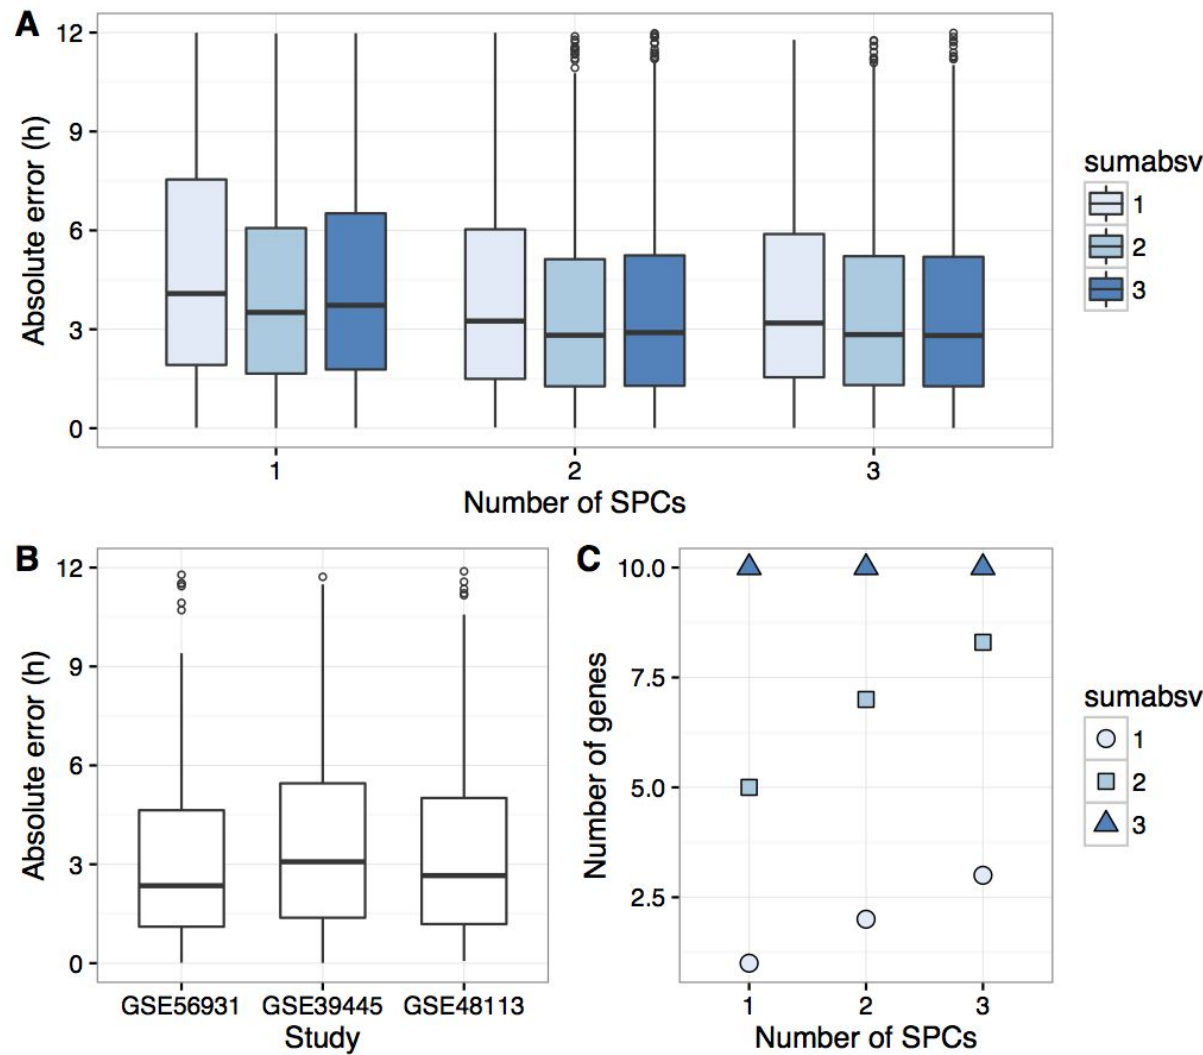 A
Absolute error (h)
12
9
6
3
0
1
2
3
Number of SPCs
sumabsv
1
2
3
B
Absolute error (h)
12
9
6
3
0
GSE56931
GSE39445
GSE48113
Study
C
Number of genes
10.0
7.5
5.0
2.5
1
2
3
Number of SPCs
sumabsv
1
2
3